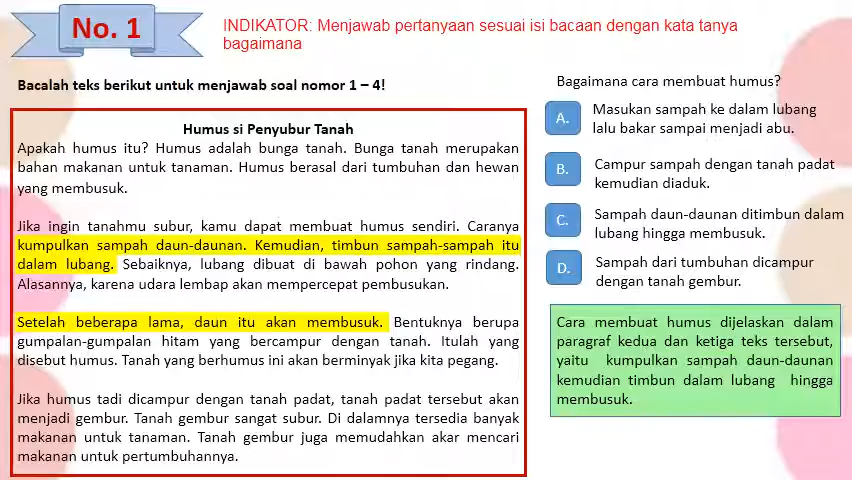 No. 1
INDIKATOR: Menjawab pertanyaan sesuai isi bacaan dengan kata tanya
bagaimana
Bacalah teks berikut untuk menjawab soal nomor 1 – 4!
Humus si Penyubur Tanah
Apakah humus itu? Humus adalah bunga tanah. Bunga tanah merupakan
bahan makanan untuk tanaman. Humus berasal dari tumbuhan dan hewan
yang membusuk.
Jika ingin tanahmu subur, kamu dapat membuat humus sendiri. Caranya
kumpulkan sampah daun-daunan. Kemudian, timbun sampah-sampah itu
dalam lubang. Sebaiknya, lubang dibuat di bawah pohon yang rindang.
Alasannya, karena udara lembap akan mempercepat pembusukan.
Setelah beberapa lama, daun itu akan membusuk. Bentuknya berupa
gumpalan-gumpalan hitam yang bercampur dengan tanah. Itulah yang
disebut humus. Tanah yang berhumus ini akan berminyak jika kita pegang.
Jika humus tadi dicampur dengan tanah padat, tanah padat tersebut akan
menjadi gembur. Tanah gembur sangat subur. Di dalamnya tersedia banyak
makanan untuk tanaman. Tanah gembur juga memudahkan akar mencari
makanan untuk pertumbuhannya.
Bagaimana cara membuat humus?
A. Masukan sampah ke dalam lubang
lalu bakar sampai menjadi abu.
B. Campur sampah dengan tanah padat
kemudian diaduk.
C. Sampah daun-daunan ditimbun dalam
lubang hingga membusuk.
D. Sampah dari tumbuhan dicampur
dengan tanah gembur.
Cara membuat humus dijelaskan dalam
paragraf kedua dan ketiga teks tersebut,
yaitu kumpulkan sampah daun-daunan
kemudian timbun dalam lubang hingga
membusuk.